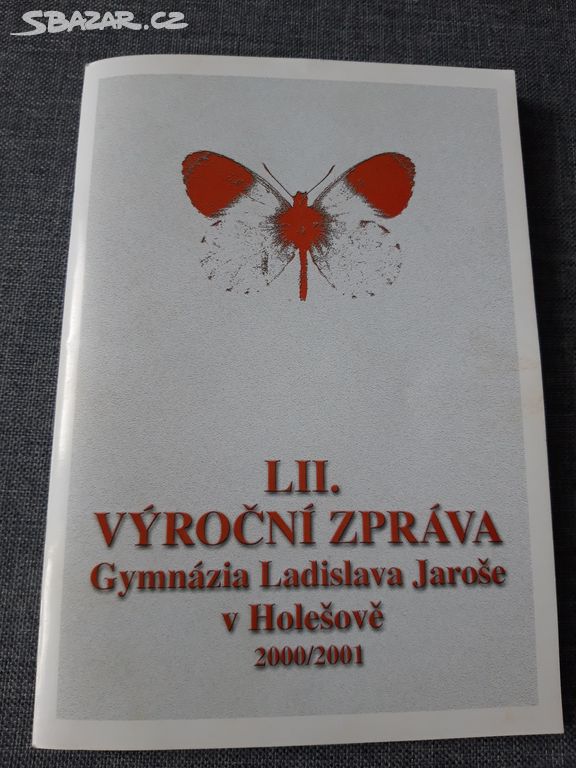 SBAZAR.CZ
LII.
VÝROČNÍ ZPRÁVA
Gymnázia Ladislava Jaroše
v Holešově
2000/2001